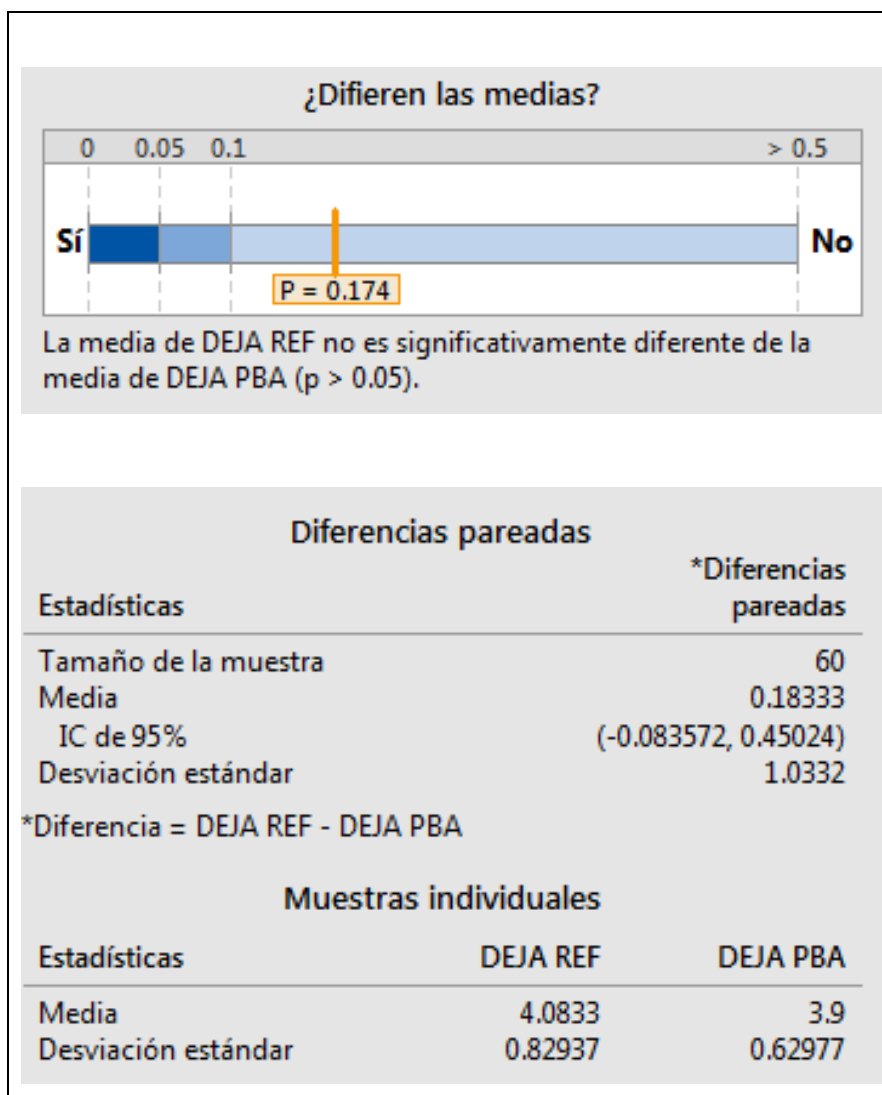 ¿Difieren las medias?
0 0.05 0.1 > 0.5
Sí No
P = 0.174
La media de DEJA REF no es significativamente diferente de la
media de DEJA PBA (p > 0.05).
Diferencias pareadas
*Diferencias
Estadísticas pareadas
Tamaño de la muestra 60
Media 0.18333
IC de 95% (-0.083572, 0.45024)
Desviación estándar 1.0332
*Diferencia = DEJA REF - DEJA PBA
Muestras individuales
Estadísticas DEJA REF DEJA PBA
Media 4.0833 3.9
Desviación estándar 0.82937 0.62977